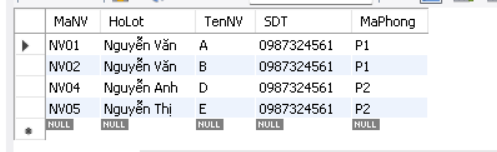 MaNV HoLot TenNV SDT MaPhong
NV01 Nguyễn Văn A 0987324561 P1
NV02 Nguyễn Văn B 0987324561 P1
NV04 Nguyễn Anh D 0987324561 P2
NV05 Nguyễn Thị E 0987324561 P2
NULL NULL NULL NULL NULL